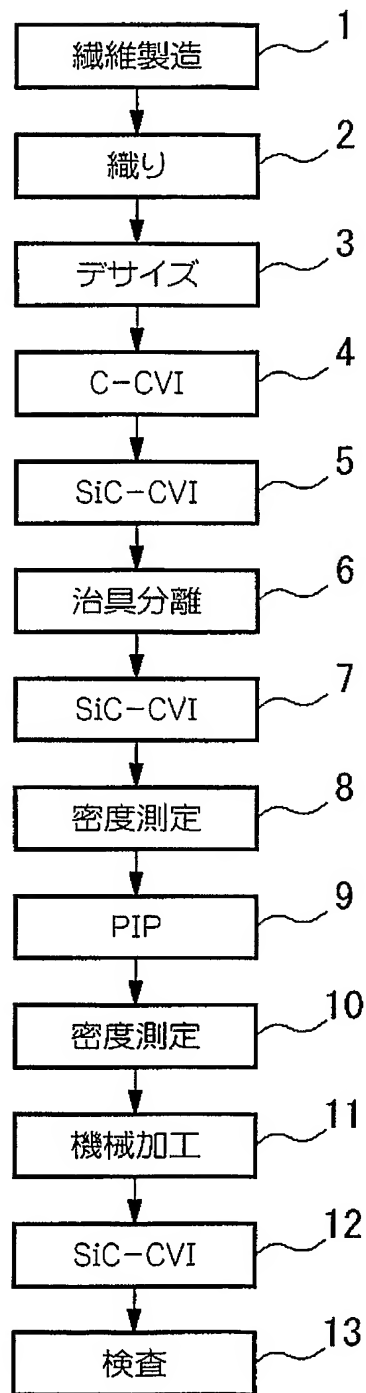 繊維製造
1
織り
2
デサイズ
3
C-CVI
4
SiC-CVI
5
治具分離
6
SiC-CVI
7
密度測定
8
PIP
9
密度測定
10
機械加工
11
SiC-CVI
12
検査
13